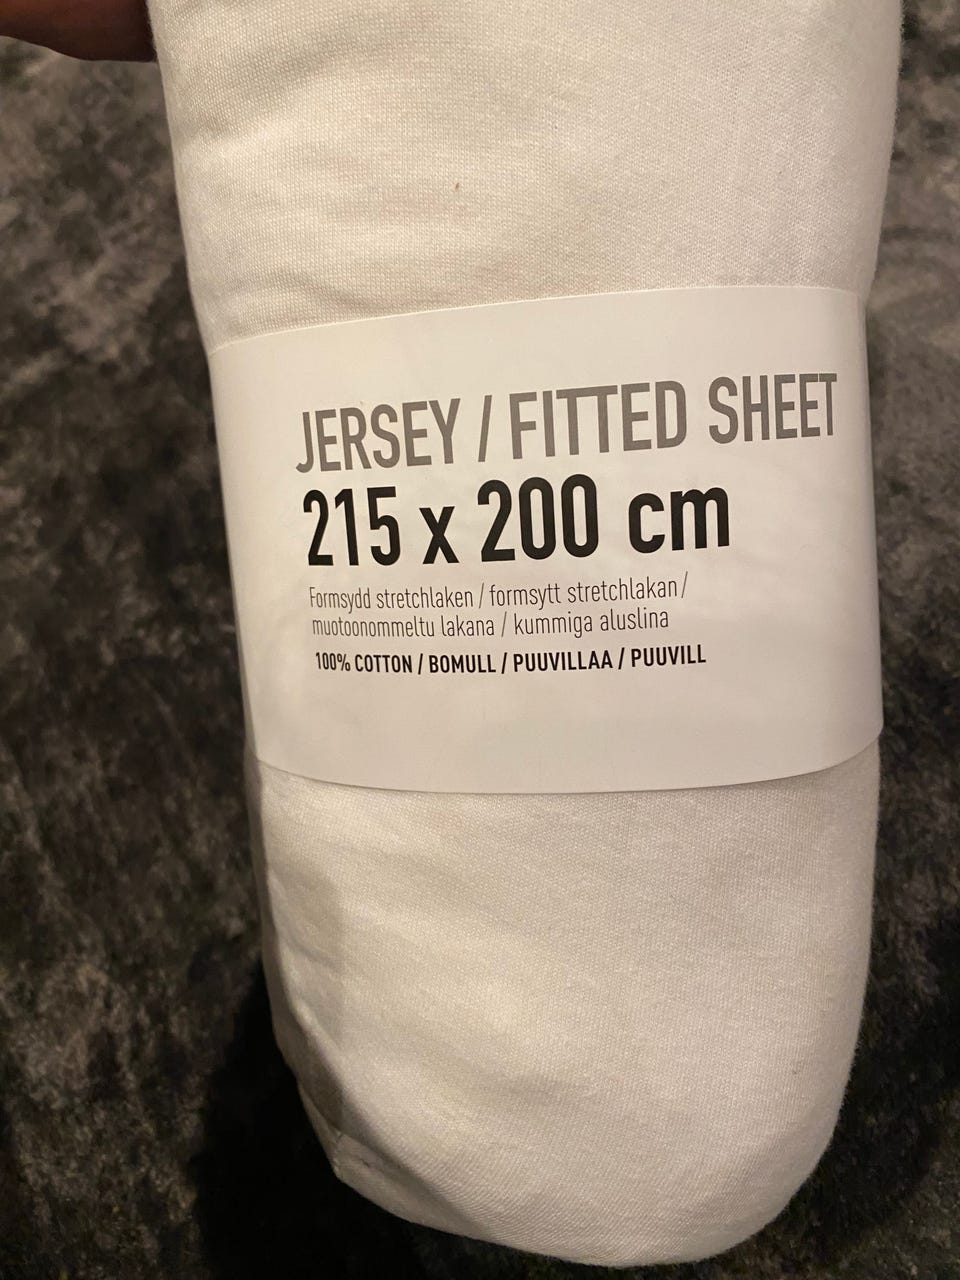 JERSEY / FITTED SHEET
215 x 200 cm
Formsydd stretchlaken / formsytt stretchlakan /
muotoonommeltu lakana / kummiga aluslina
100% COTTON / BOMULL / PUUVILLAA / PUUVILL